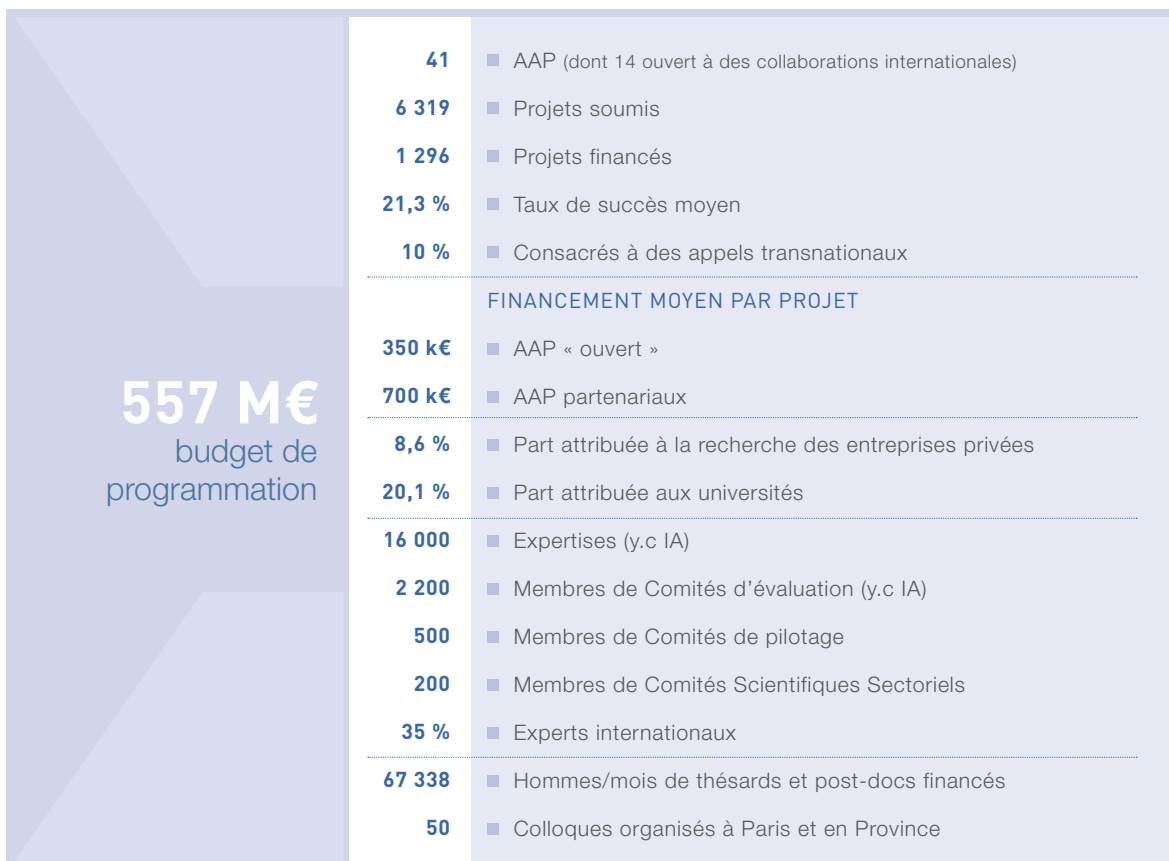 557 M€
budget de
programmation
41 AAP (dont 14 ouvert à des collaborations internationales)
6 319 Projets soumis
1 296 Projets financés
21,3 % Taux de succès moyen
10 % Consacrés à des appels transnationaux
FINANCEMENT MOYEN PAR PROJET
350 k€ AAP « ouvert »
700 k€ AAP partenariaux
8,6 % Part attribuée à la recherche des entreprises privées
20,1 % Part attribuée aux universités
16 000 Expertises (y.c IA)
2 200 Membres de Comités d’évaluation (y.c IA)
500 Membres de Comités de pilotage
200 Membres de Comités Scientifiques Sectoriels
35 % Experts internationaux
67 338 Hommes/mois de thésards et post-docs financés
50 Colloques organisés à Paris et en Province